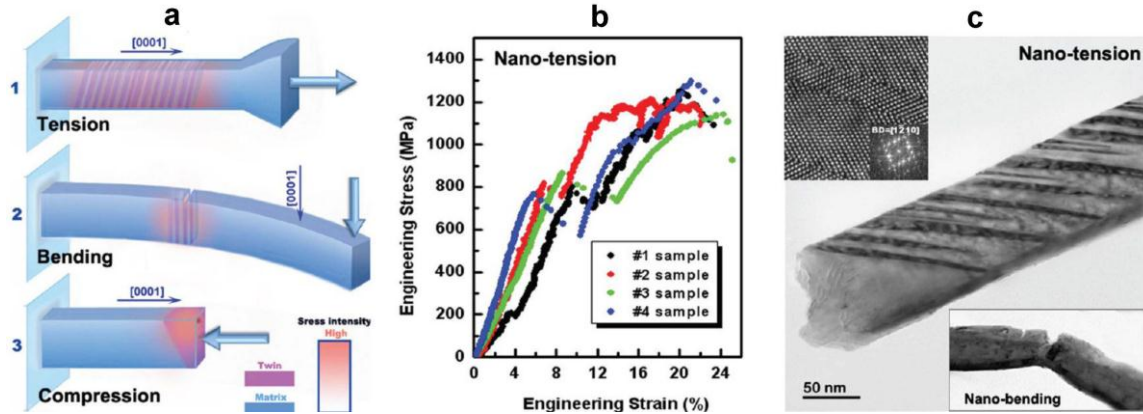 a
[0001]
1
Tension
[0001]
2
Bending
[0001]
3
Sress intensity
High
Twin
Matrix
Compression
b
Nano-tension
Engineering Stress (MPa)
1400
1200
1000
800
600
400
200
0
#1 sample
#2 sample
#3 sample
#4 sample
0 4 8 12 16 20 24
Engineering Strain (%)
c
Nano-tension
BD=[1210]
50 nm
Nano-bending